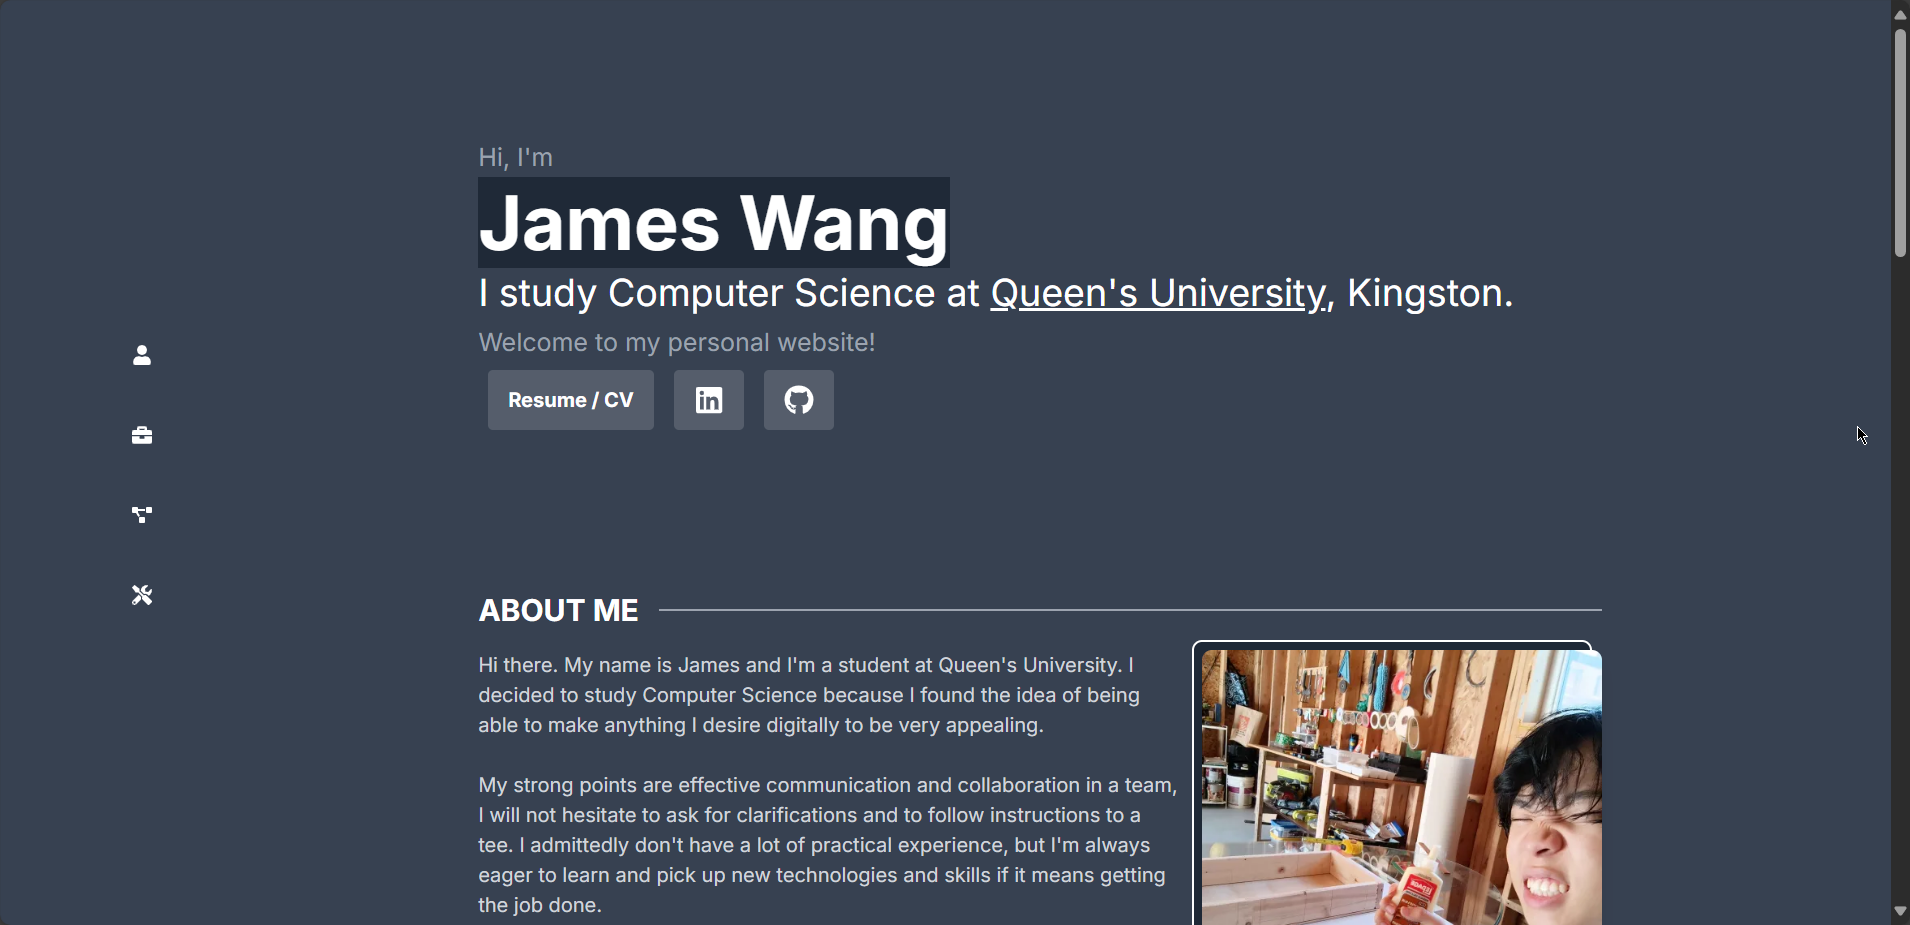 Hi, I'm
James Wang
I study Computer Science at Queen's University, Kingston.
Welcome to my personal website!
Resume / CV
ABOUT ME
Hi there. My name is James and I'm a student at Queen's University. I
decided to study Computer Science because I found the idea of being
able to make anything I desire digitally to be very appealing.
My strong points are effective communication and collaboration in a team,
I will not hesitate to ask for clarifications and to follow instructions to a
tee. I admittedly don't have a lot of practical experience, but I'm always
eager to learn and pick up new technologies and skills if it means getting
the job done.